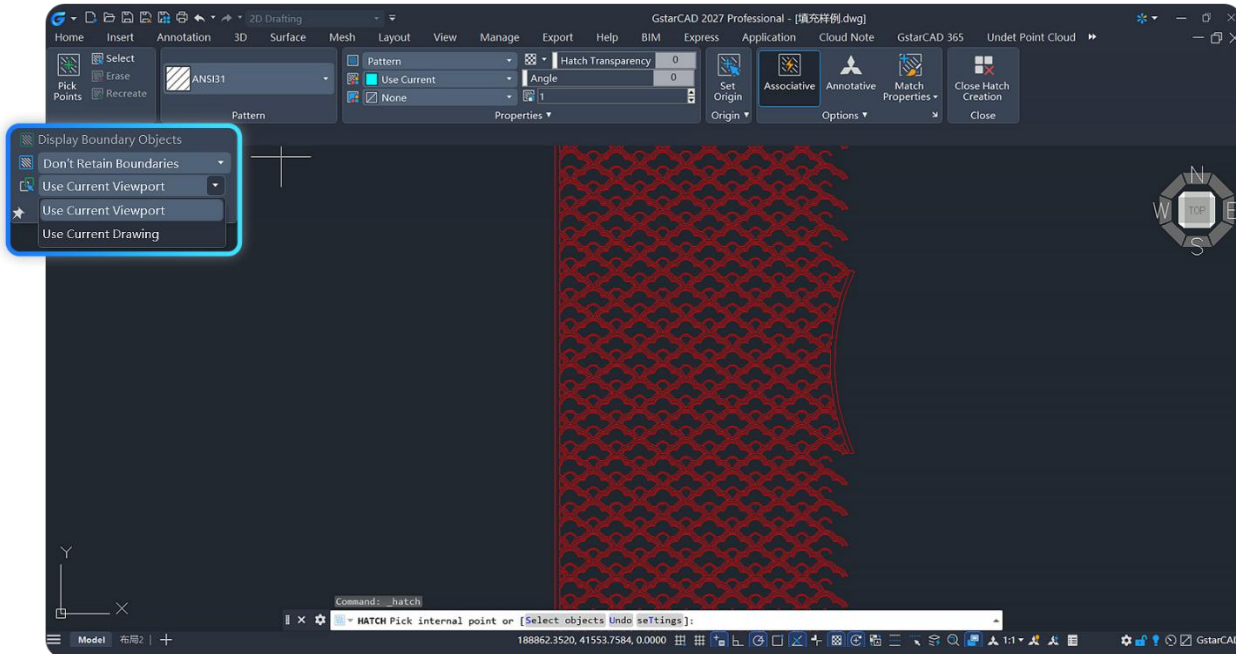 2D Drafting
GstarCAD 2027 Professional - [填充样例.dwg]
Home Insert Annotation 3D Surface Mesh Layout View Manage Export Help BIM Express Application Cloud Note GstarCAD 365 Undet Point Cloud
Pick Points
Select
Erase
Recreate
ANSI31
Pattern
Pattern
Use Current
None
Hatch Transparency 0
Angle 0
1
Properties
Set Origin
Origin
Associative
Annotative
Match Properties
Options
Close Hatch Creation
Close
Display Boundary Objects
Don't Retain Boundaries
Use Current Viewport
Use Current Viewport
Use Current Drawing
N
W TOP E
S
Y
X
Command: _hatch
HATCH Pick internal point or [Select objects Undo seTtings]:
Model 布局2
188862.3520, 41553.7584, 0.0000
1:1
GstarCAD